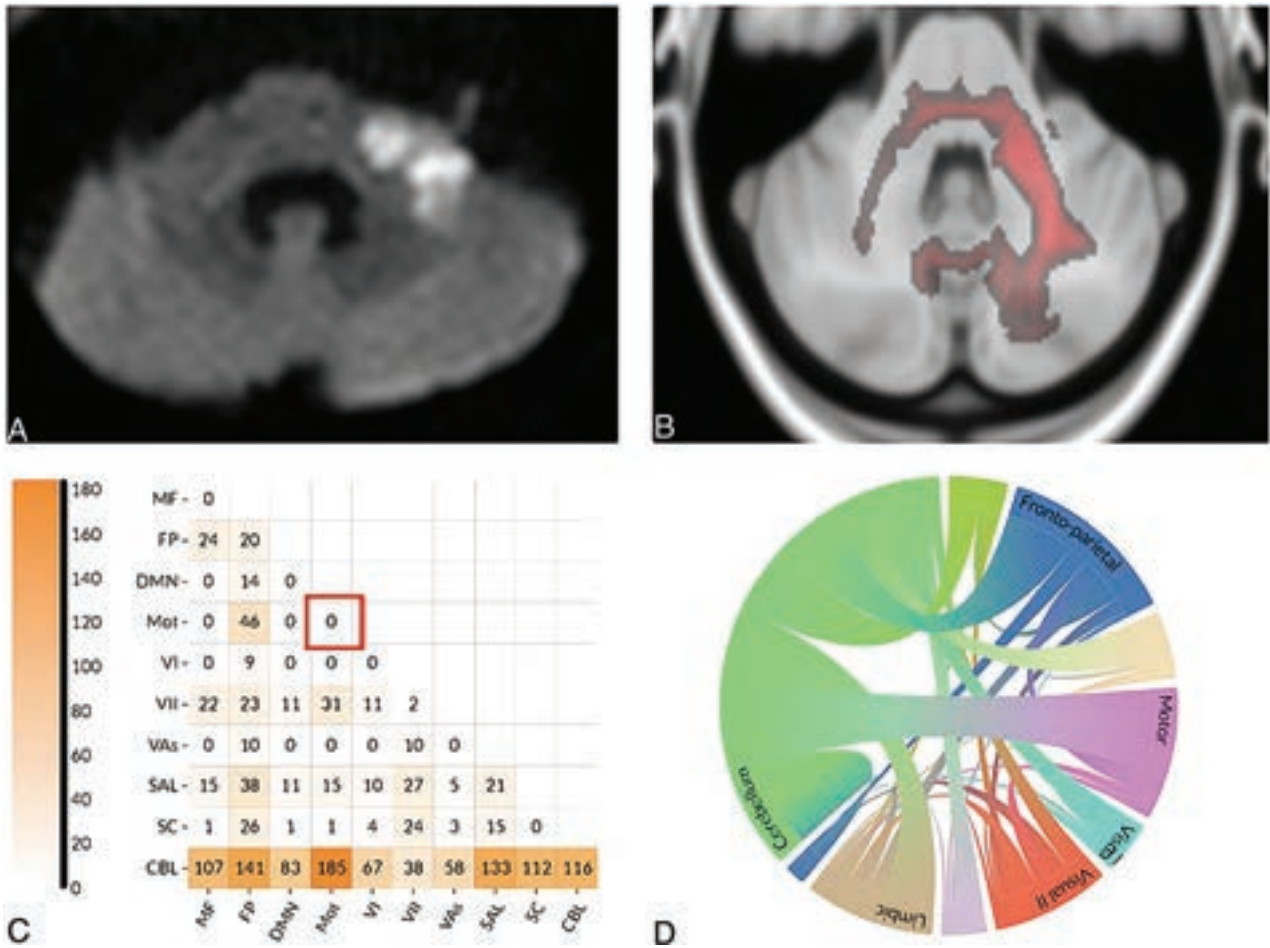 A
B
180
160
140
120
100
80
60
40
20
0
MF - 0
FP - 24 20
DMN - 0 14 0
Mot - 0 46 0 0
VI - 0 9 0 0 0
VII - 22 23 11 31 11 2
VAs - 0 10 0 0 0 10 0
SAL - 15 38 11 15 10 27 5 21
SC - 1 26 1 1 4 24 3 15 0
CBL - 107 141 83 185 67 38 58 133 112 116
MF FP DMN Mot VI VII VAs SAL SC CBL
C
Fronto-parietal
Motor
Visual II
Limbic
Cerebellum
D